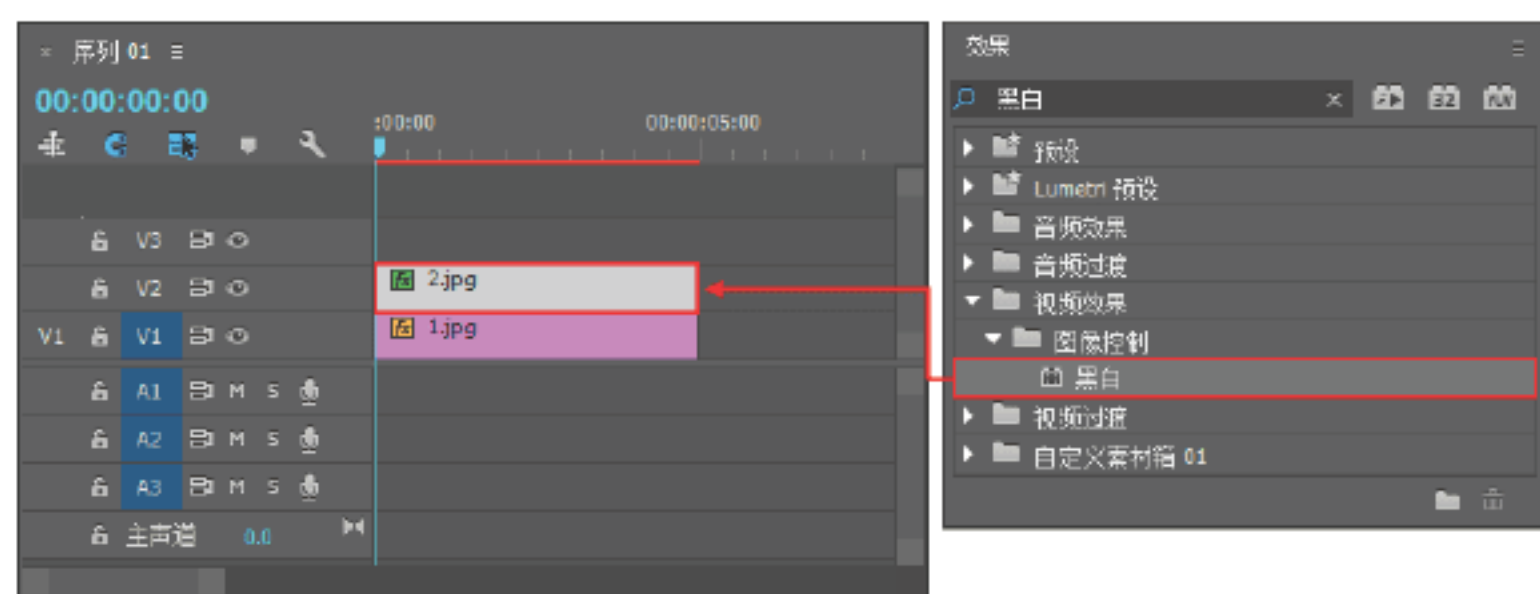 序列 01
00:00:00:00
:00:00
00:00:05:00
V3
V2
2.jpg
V1
V1
1.jpg
A1
M
S
A2
M
S
A3
M
S
主声道
0.0
效果
黑白
32
预设
Lumetri 预设
音频效果
音频过渡
视频效果
图像控制
黑白
视频过渡
自定义素材箱 01